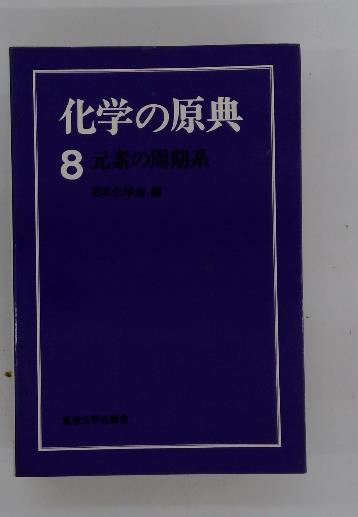 化学の原典
8 元素の周期系
日本化学会 編
東京大学出版会